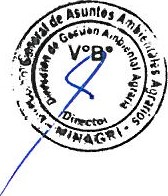 General de Asuntos Ambientales Agrarios
Dirección de Gestión Ambiental Agraria
V°B°
Director
MINAGRI